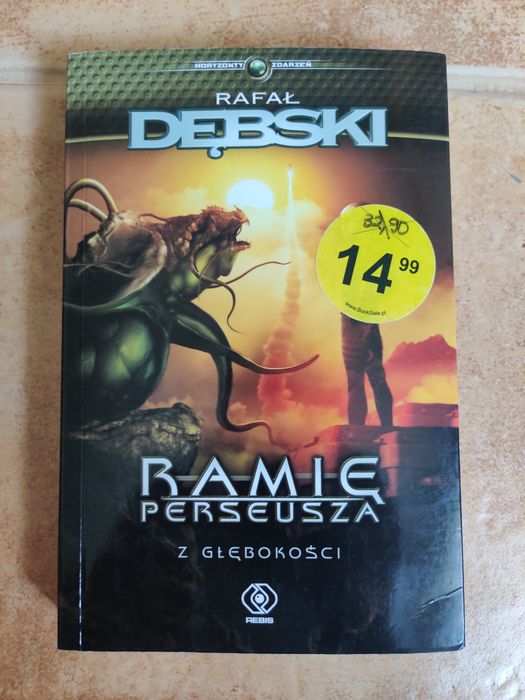 HORYZONTY ZDARZEŃ
RAFAŁ
DĘBSKI
32,90
14 99
www.BookSale.pl
RAMIĘ
PERSEUSZA
Z GŁĘBOKOŚCI
REBIS